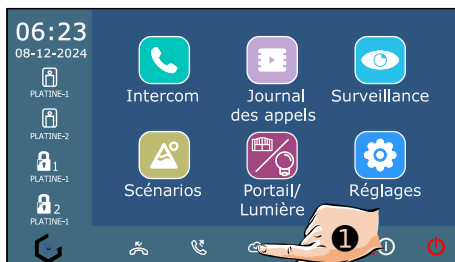 06:23
08-12-2024
PLATINE-1
PLATINE-2
1
PLATINE-1
2
PLATINE-1
Intercom
Journal
des appels
Surveillance
Scénarios
Portail/
Lumière
Réglages
1